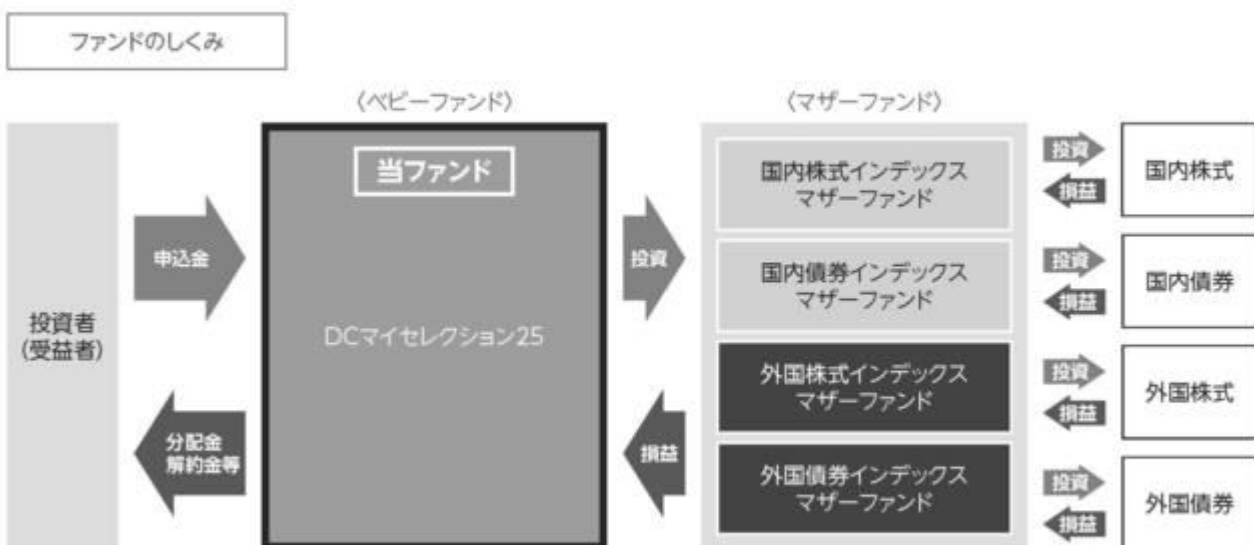 ファンドのしくみ
〈ベビーファンド〉
〈マザーファンド〉
投資者
(受益者)
申込金
分配金
解約金等
当ファンド
DCマイセレクション25
投資
損益
国内株式インデックス
マザーファンド
国内債券インデックス
マザーファンド
外国株式インデックス
マザーファンド
外国債券インデックス
マザーファンド
投資
損益
国内株式
投資
損益
国内債券
投資
損益
外国株式
投資
損益
外国債券